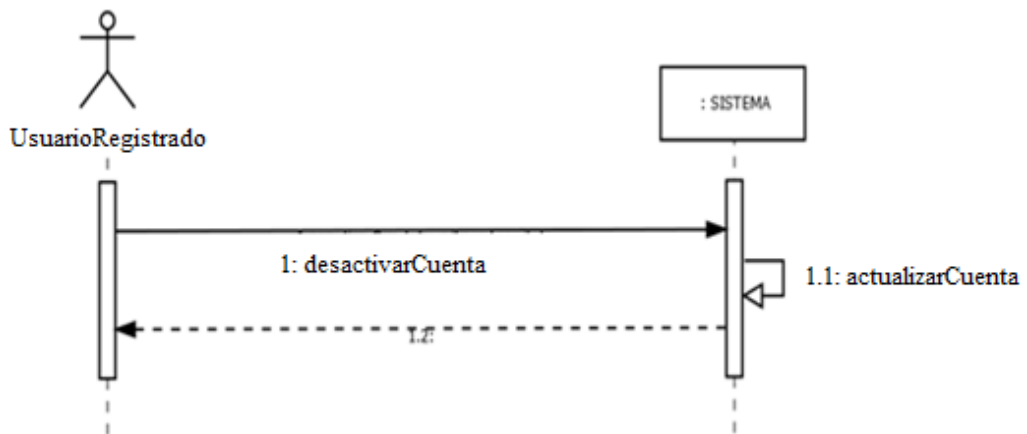 : SISTEMA
UsuarioRegistrado
1: desactivarCuenta
1.1: actualizarCuenta
1.2: